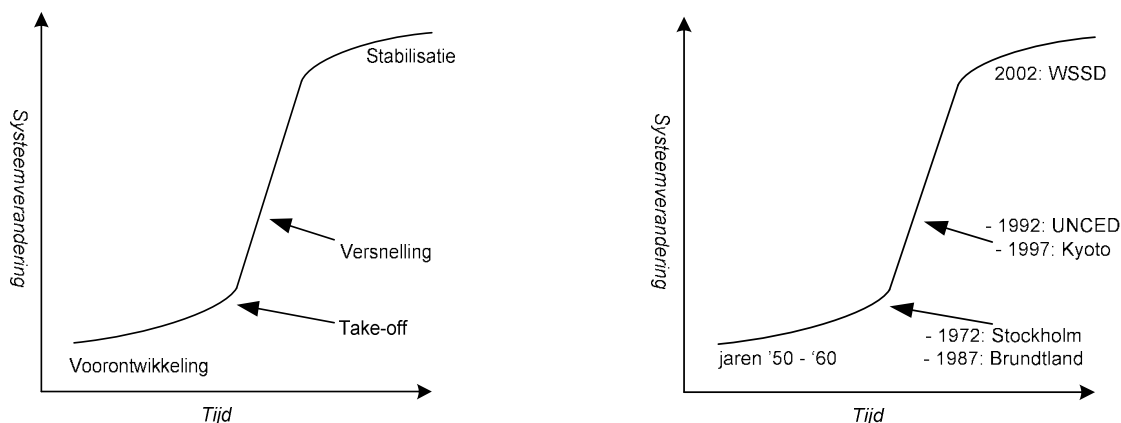 Stabilisatie
Systeemverandering
Versnelling
Take-off
Voorontwikkeling
Tijd
2002: WSSD
Systeemverandering
- 1992: UNCED
- 1997: Kyoto
- 1972: Stockholm
- 1987: Brundtland
jaren '50 - ‘60
Tijd